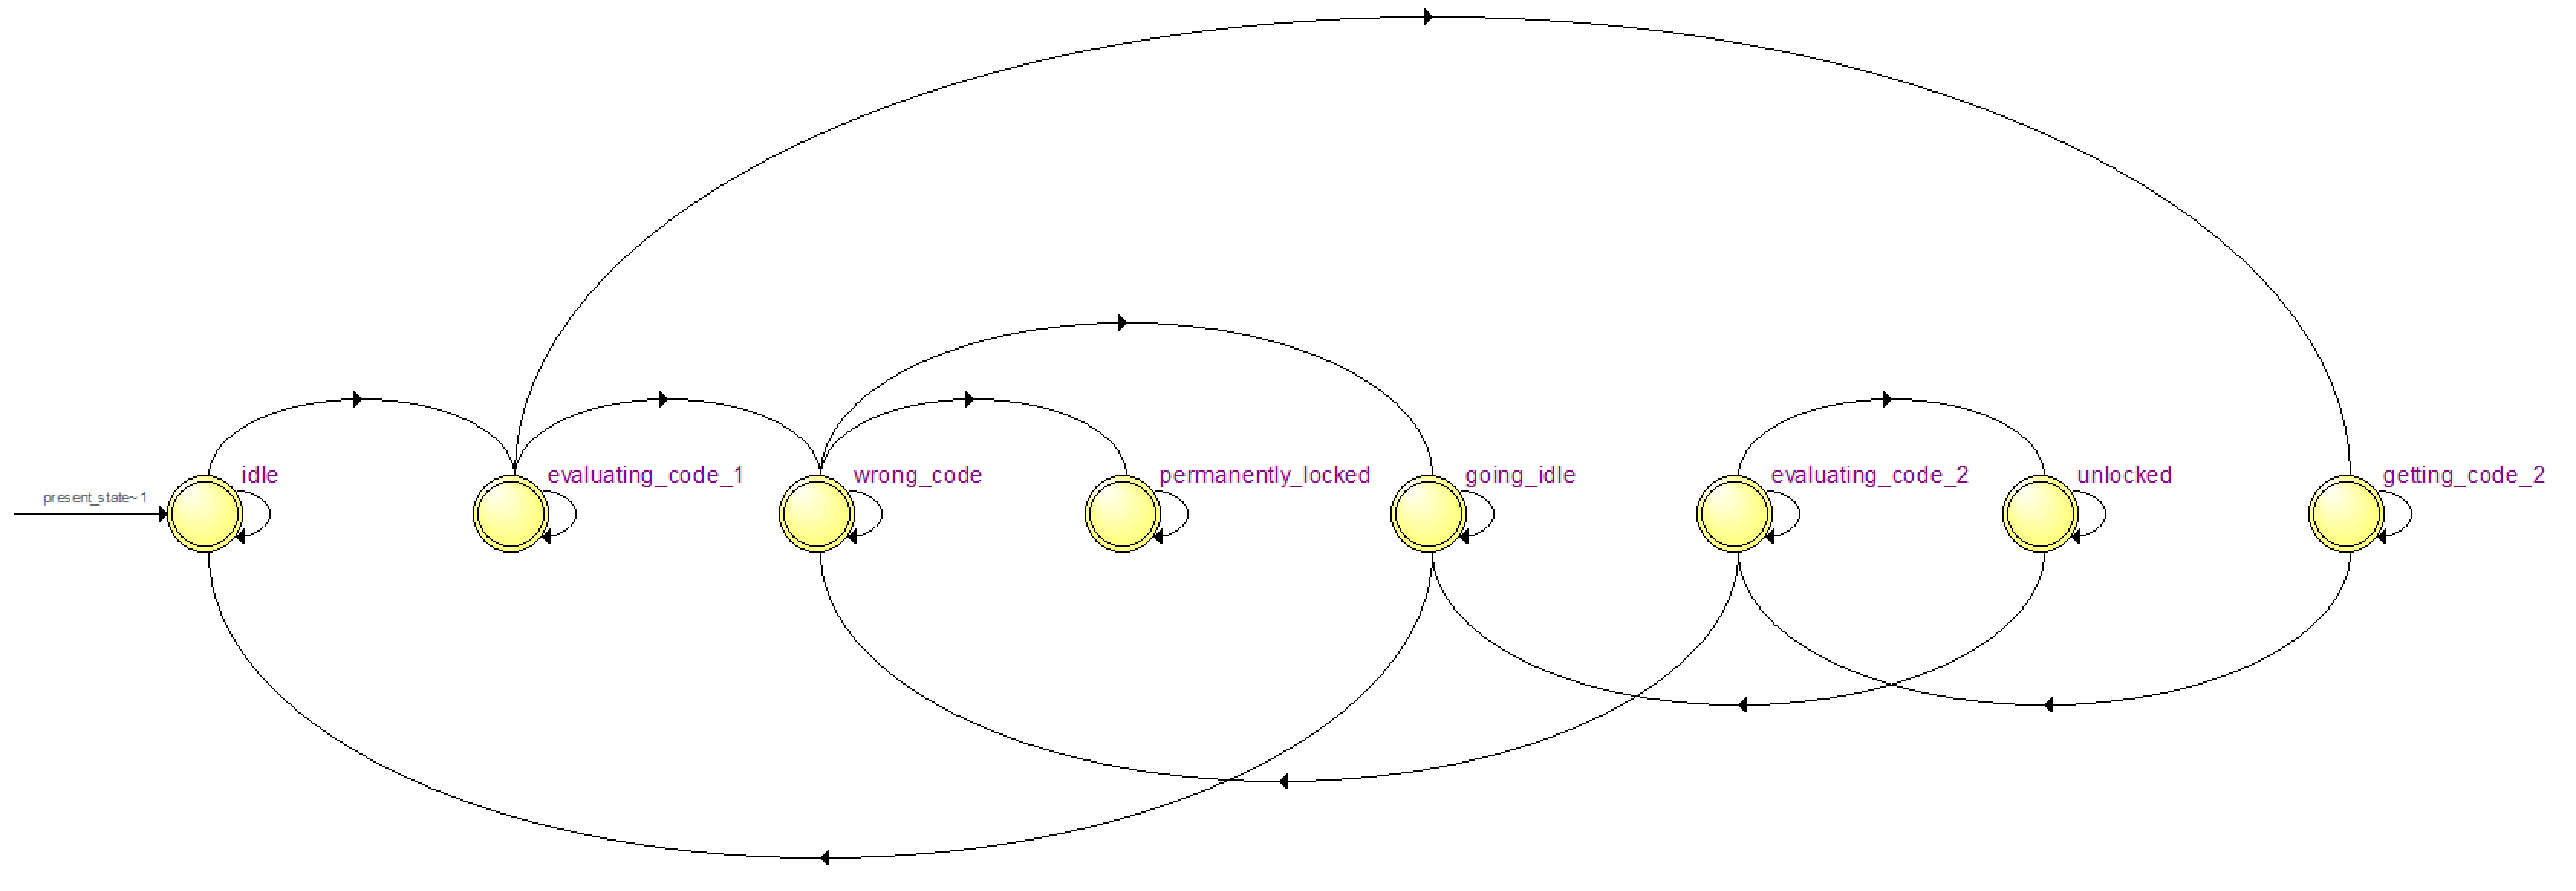 present_state~1
idle
evaluating_code_1
wrong_code
permanently_locked
going_idle
evaluating_code_2
unlocked
getting_code_2